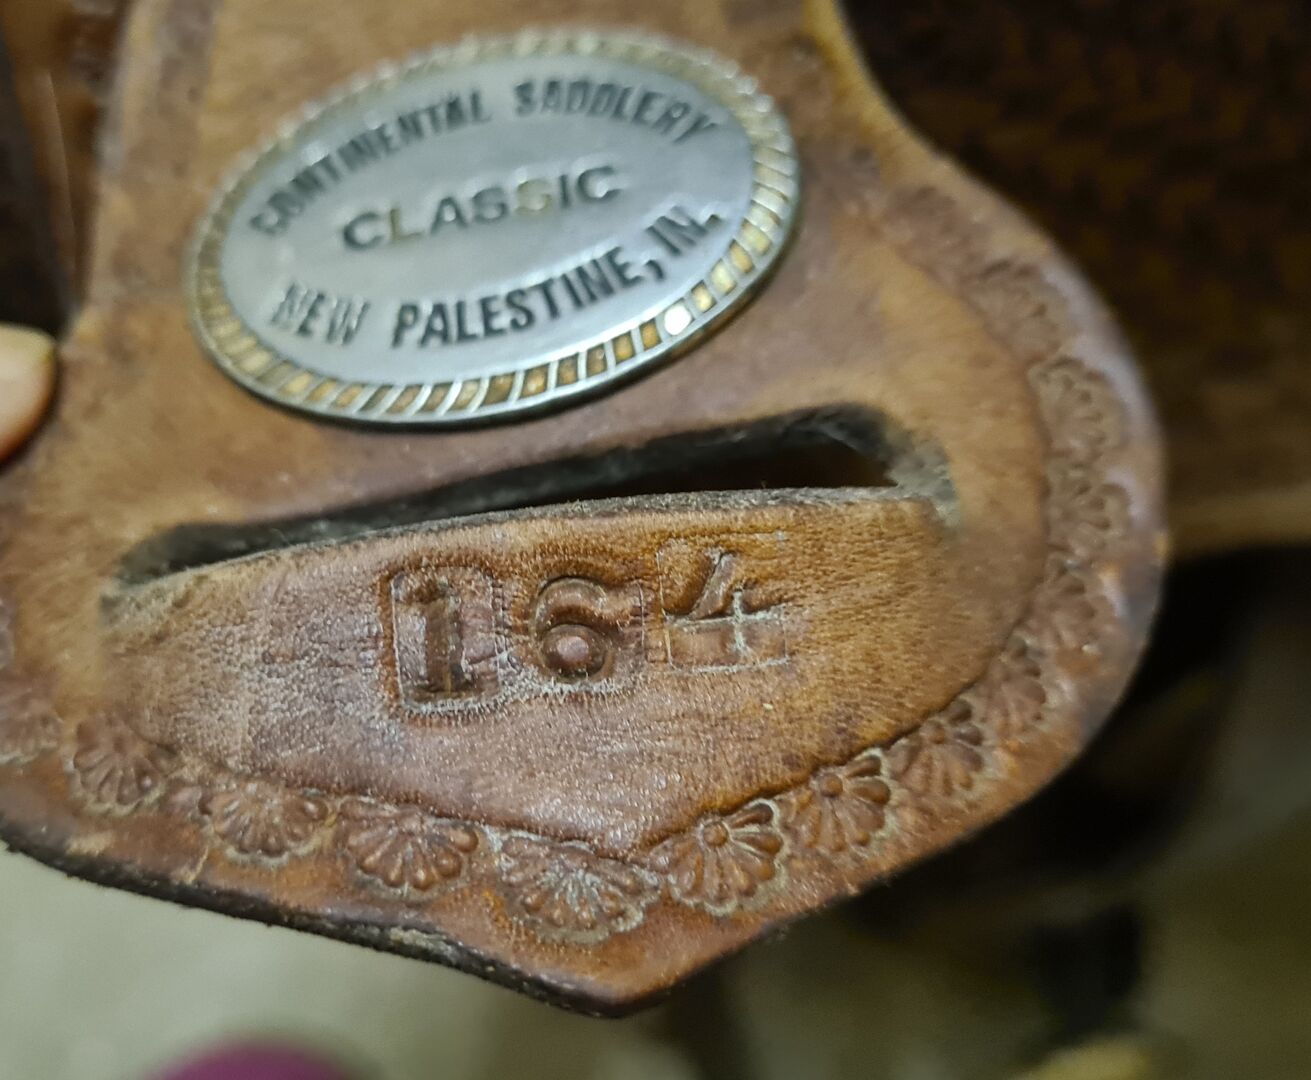 CONTINENTAL SADDLERY
CLASSIC
NEW PALESTINE, IN.
164